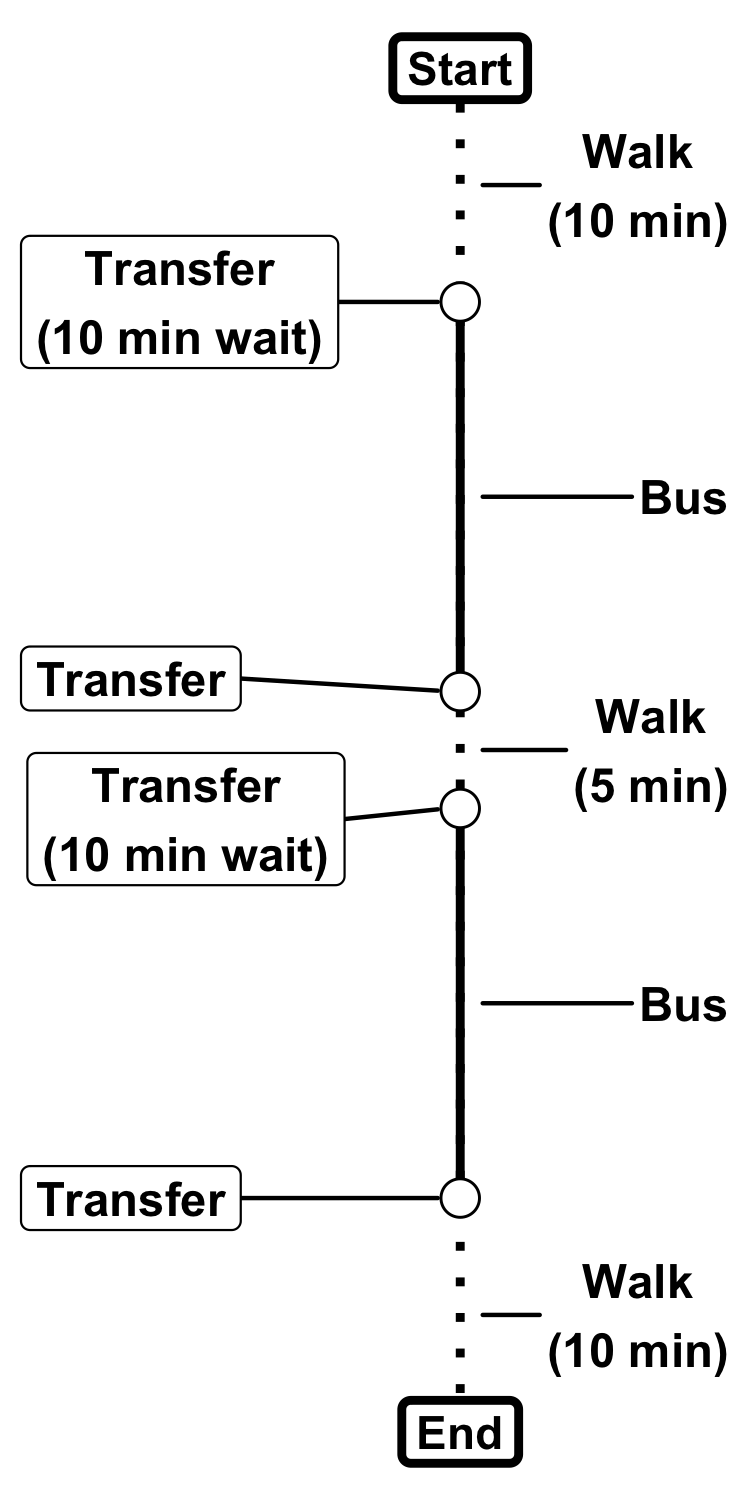 Start
Walk
(10 min)
Transfer
(10 min wait)
Bus
Transfer
Walk
(5 min)
Transfer
(10 min wait)
Bus
Transfer
Walk
(10 min)
End